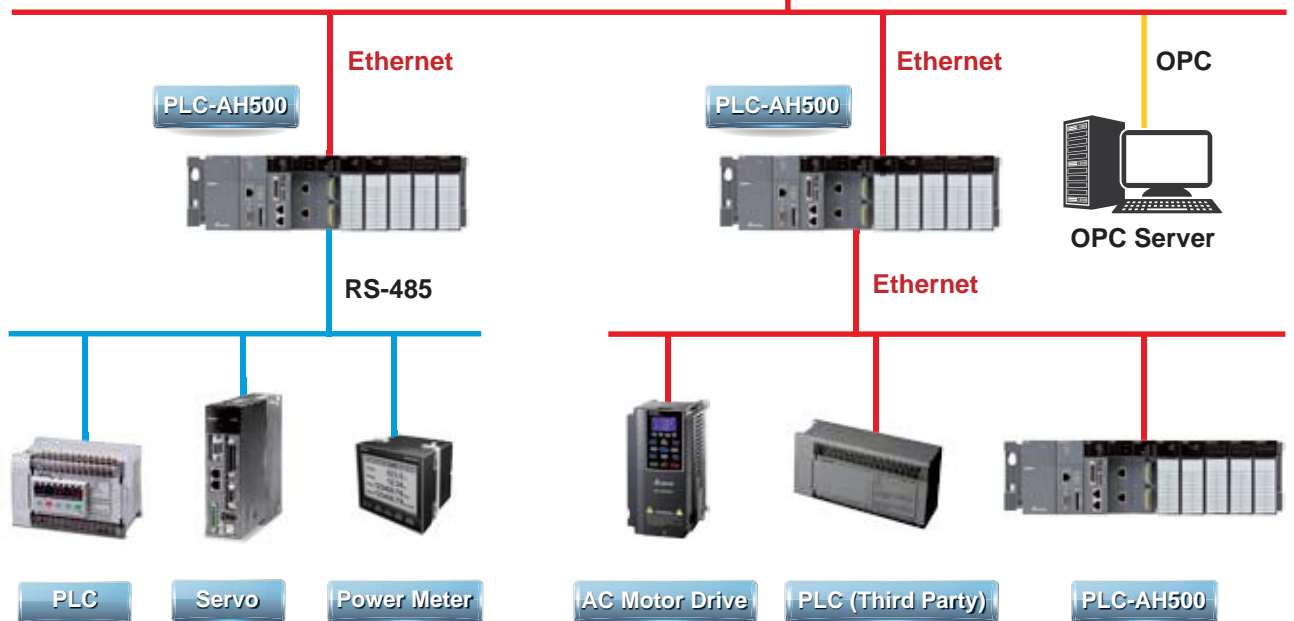 Ethernet
Ethernet
OPC
PLC-AH500
PLC-AH500
OPC Server
RS-485
Ethernet
PLC
Servo
Power Meter
AC Motor Drive
PLC (Third Party)
PLC-AH500